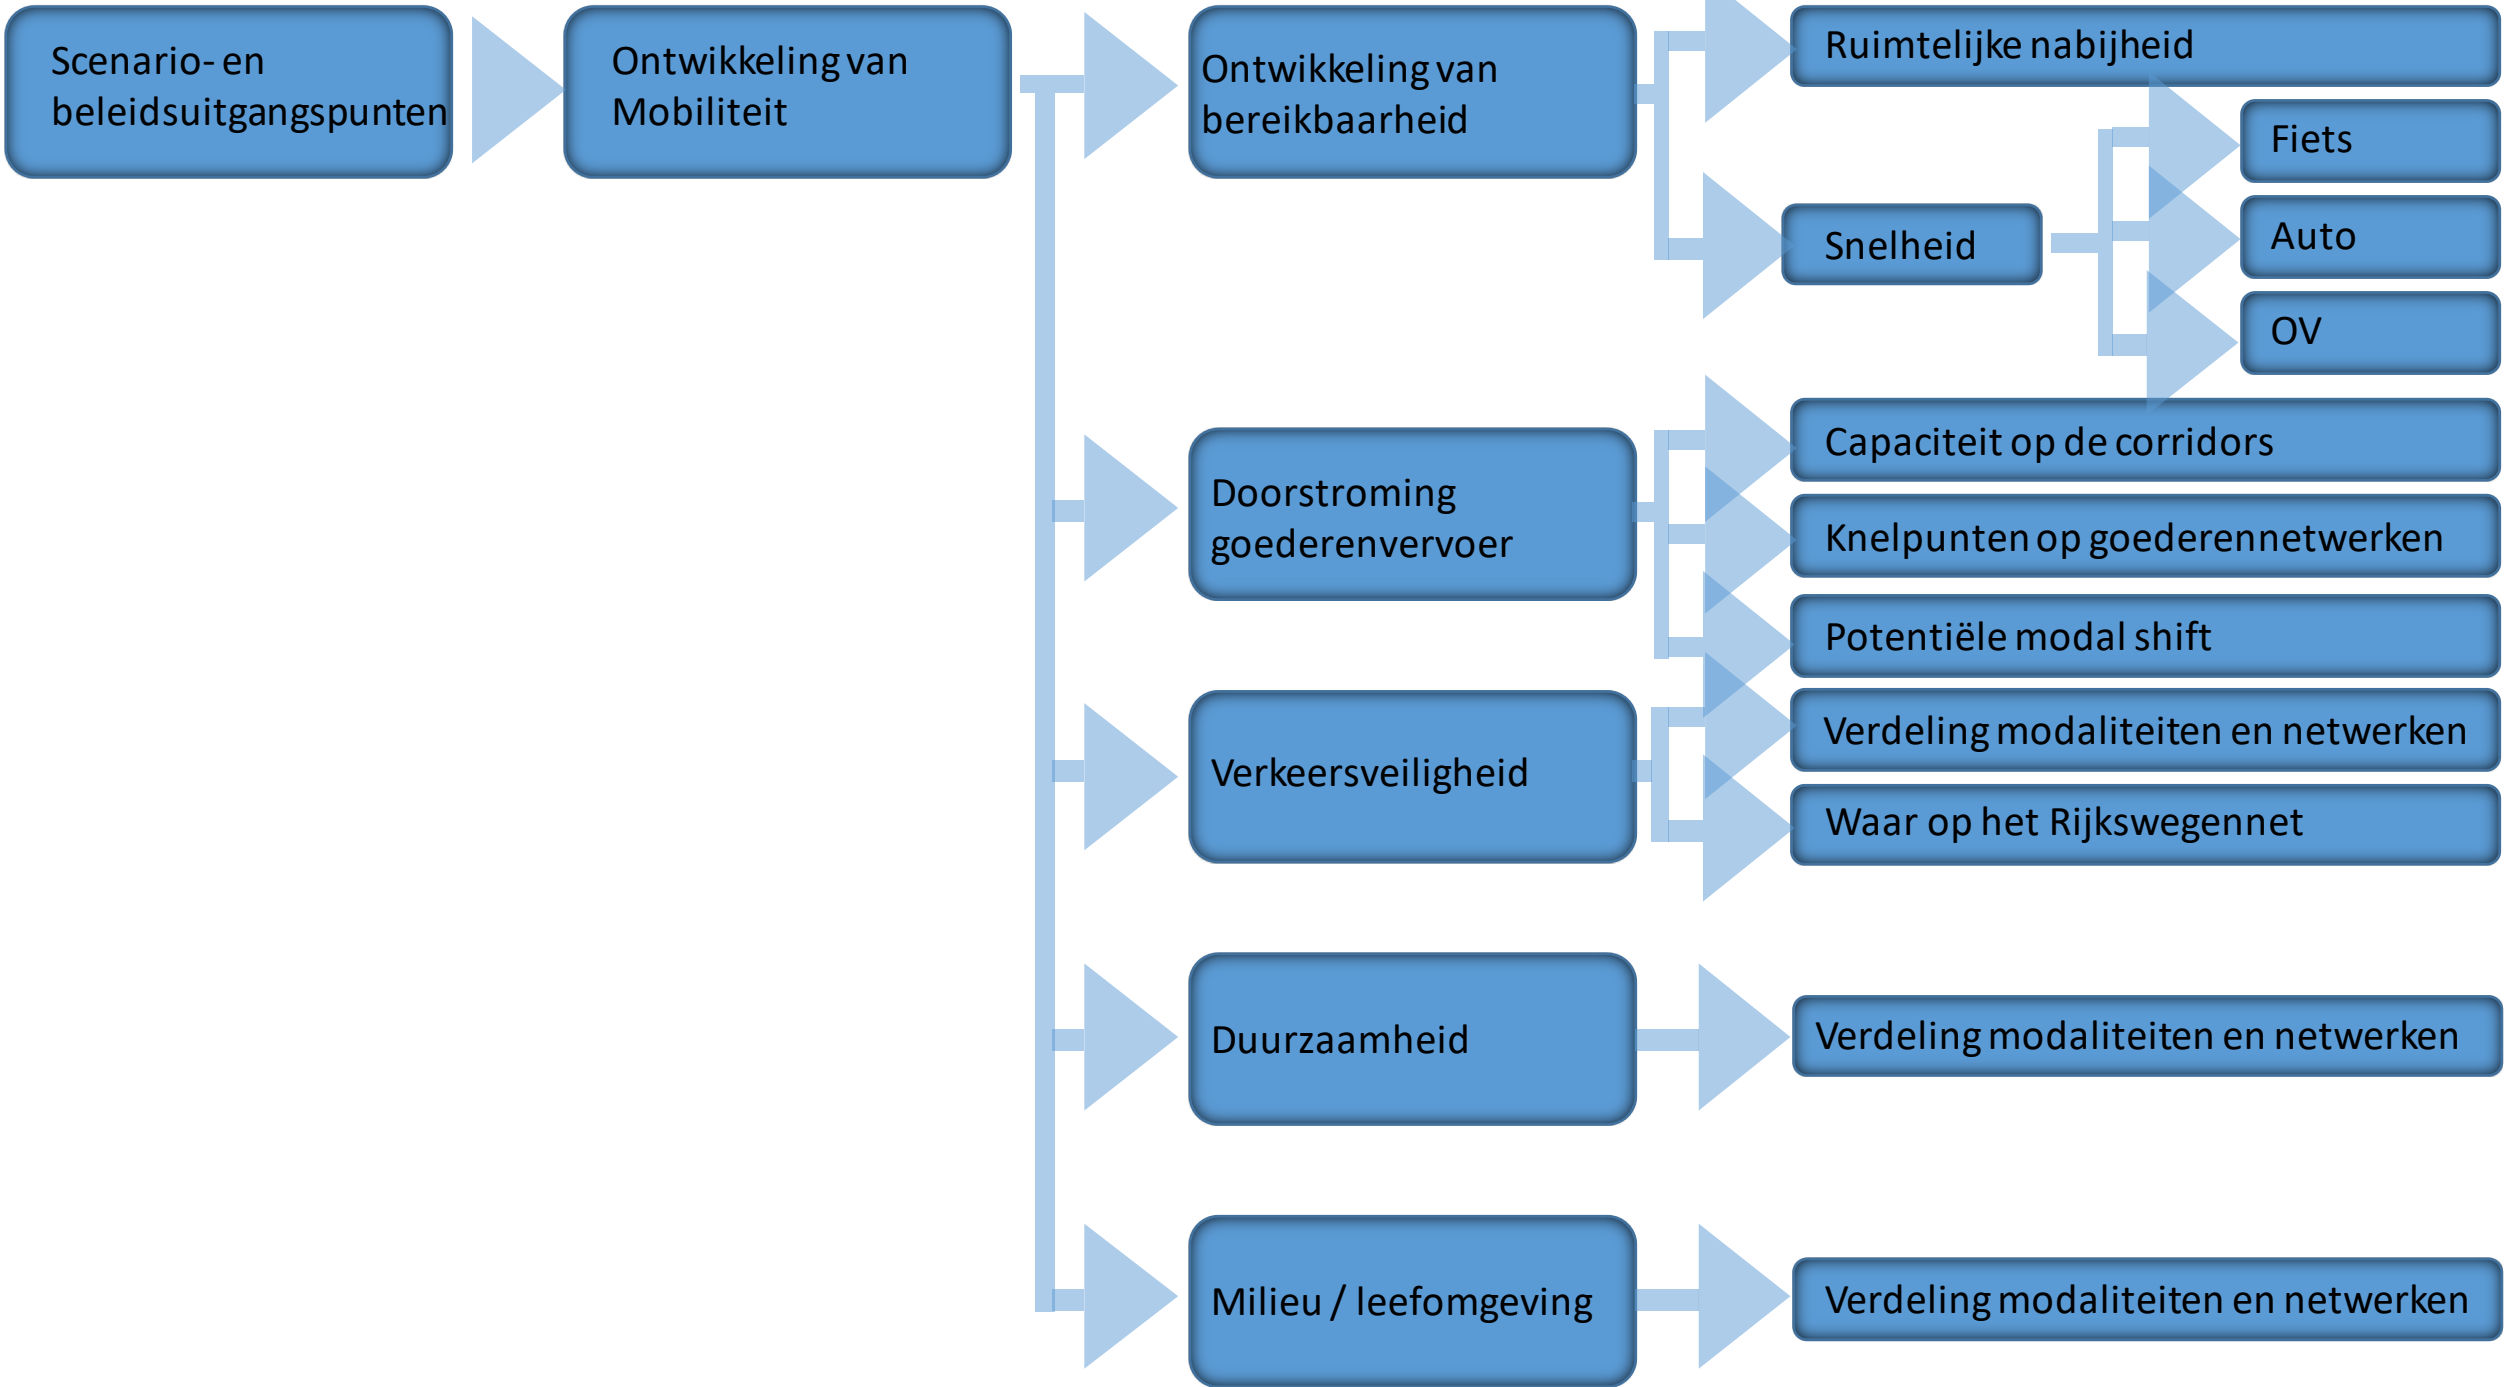 Scenario- en
beleidsuitgangspunten
Ontwikkeling van
Mobiliteit
Ontwikkeling van
bereikbaarheid
Ruimtelijke nabijheid
Snelheid
Fiets
Auto
OV
Doorstroming
goederenvervoer
Capaciteit op de corridors
Knelpunten op goederennetwerken
Potentiële modal shift
Verkeersveiligheid
Verdeling modaliteiten en netwerken
Waar op het Rijkswegennet
Duurzaamheid
Verdeling modaliteiten en netwerken
Milieu / leefomgeving
Verdeling modaliteiten en netwerken